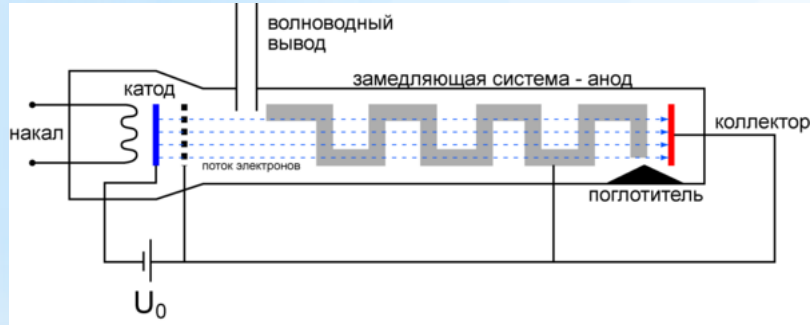 волноводный
вывод
замедляющая система - анод
катод
накал
коллектор
поток электронов
поглотитель
U₀